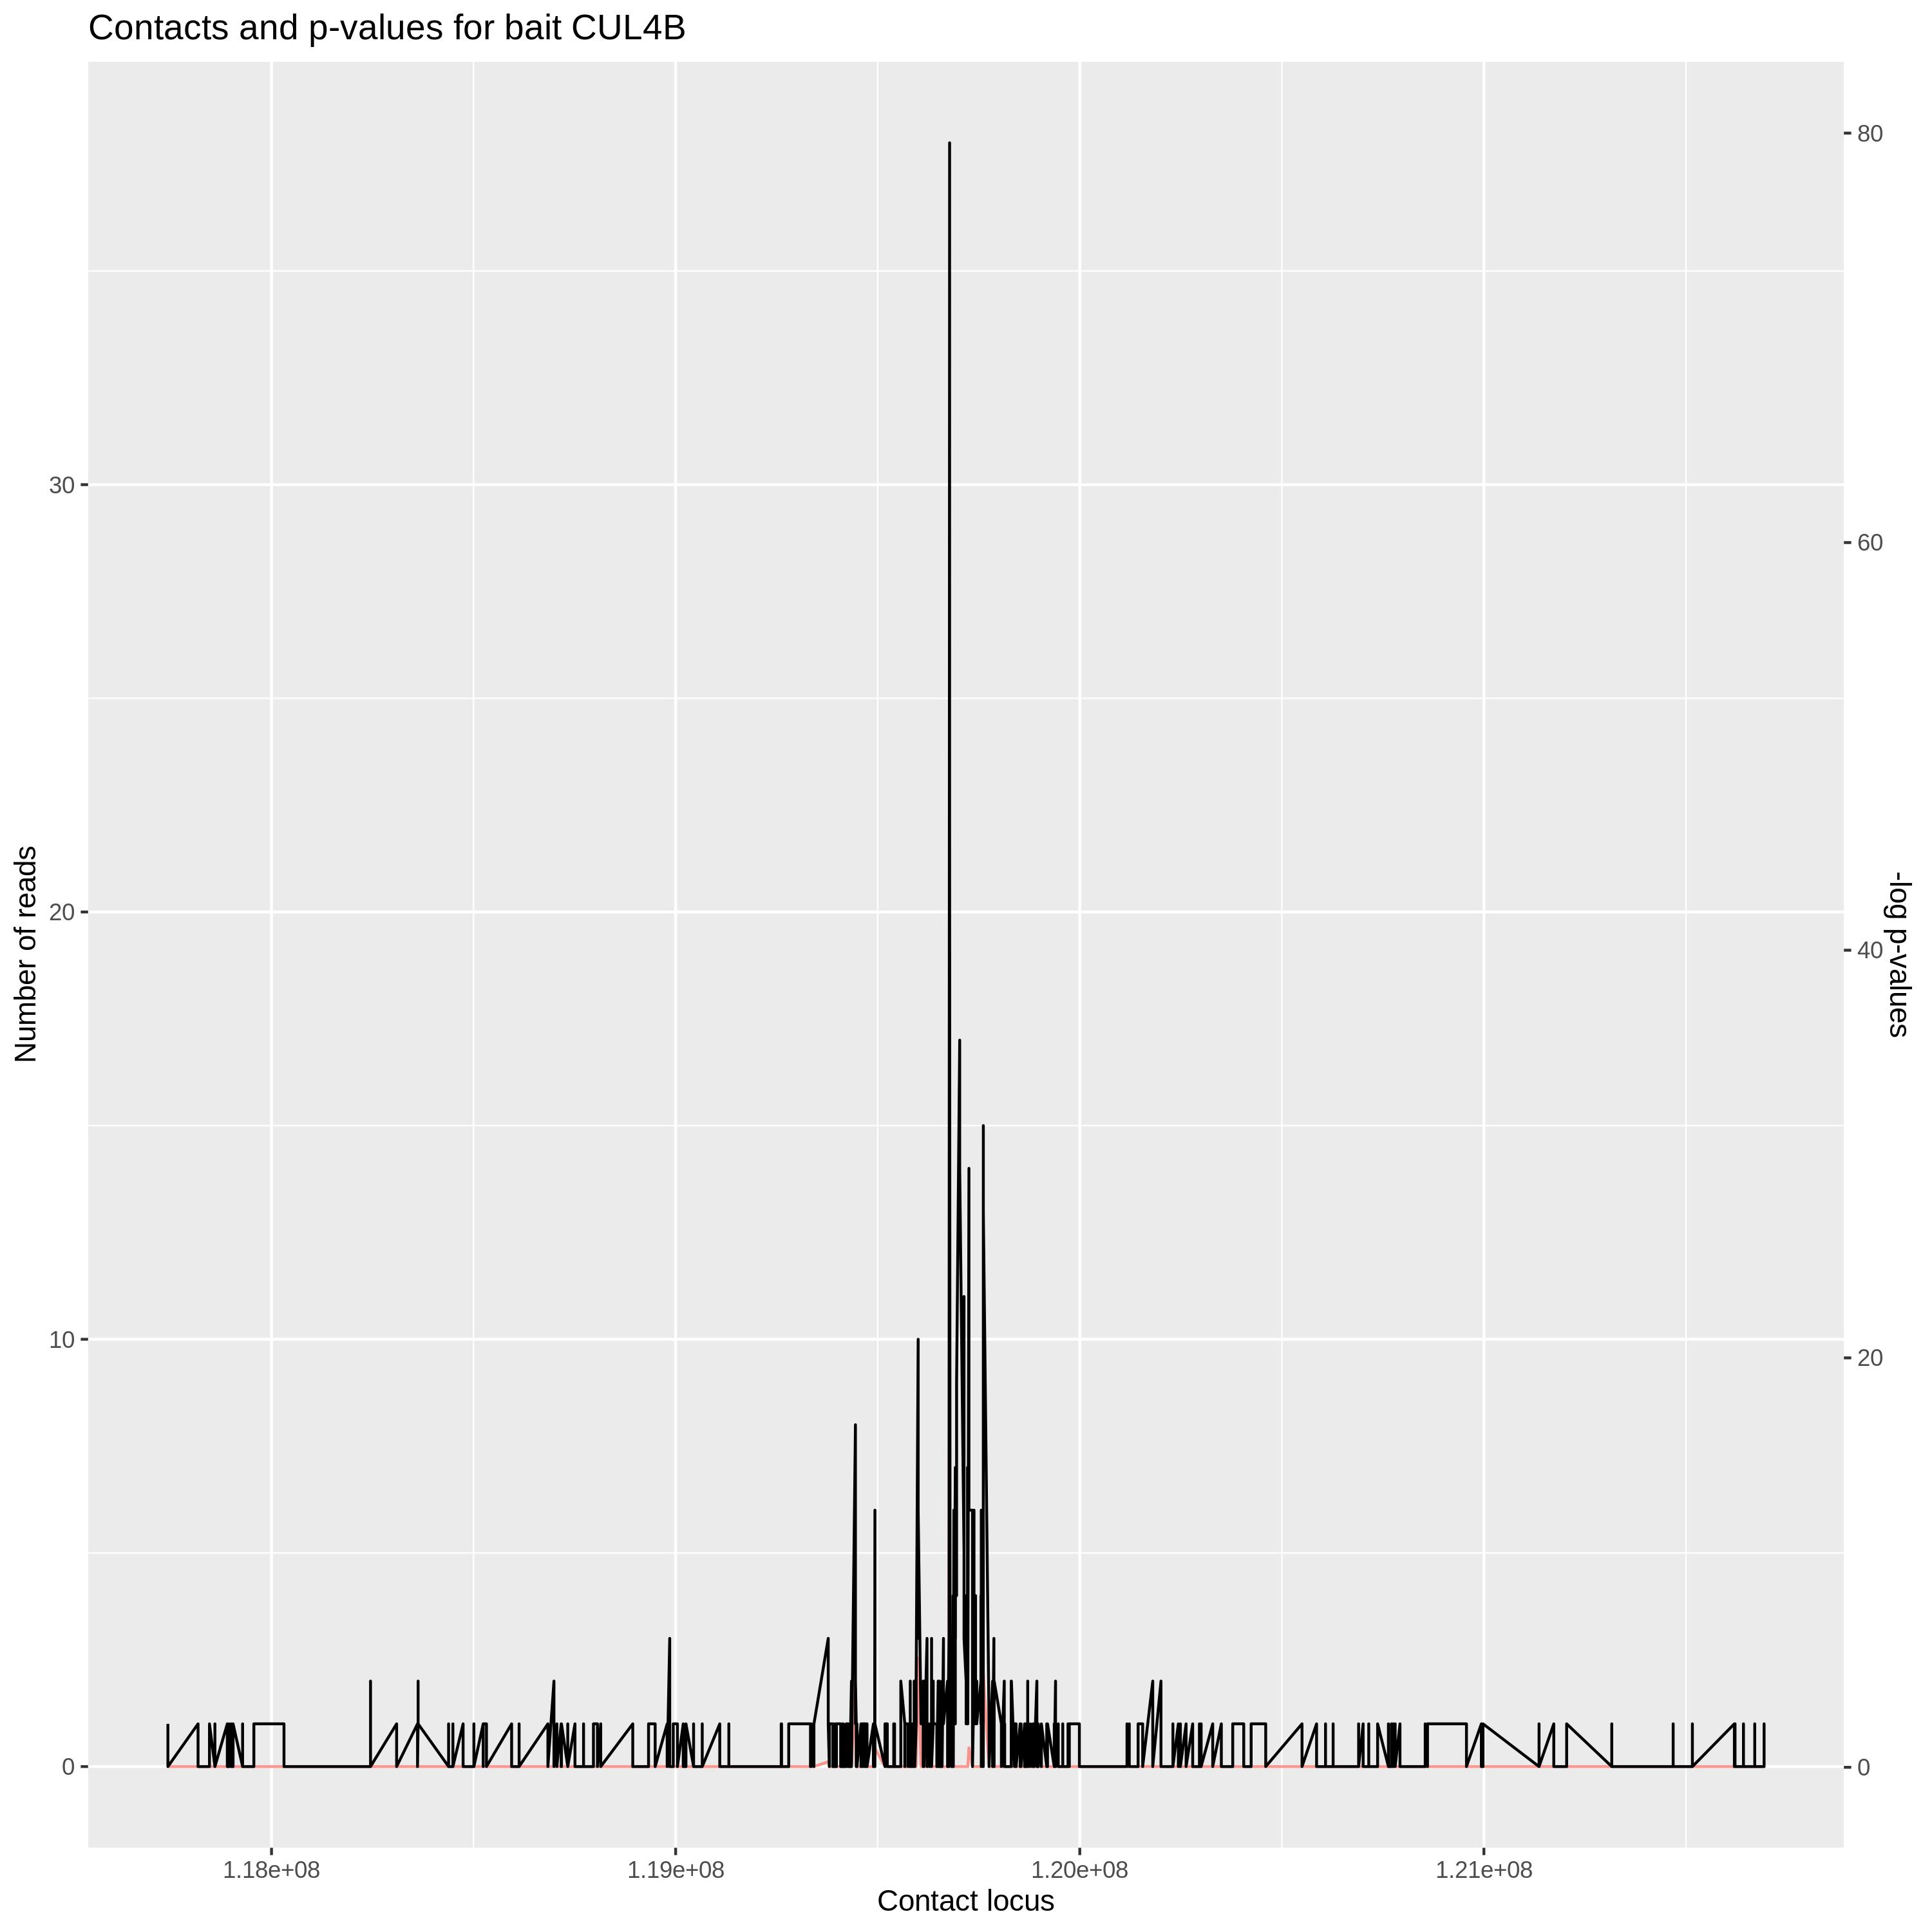 Contacts and p-values for bait CUL4B
Number of reads
30
20
10
0
80
60
40
20
0
-log p-values
1.18e+08
1.19e+08
1.20e+08
1.21e+08
Contact locus